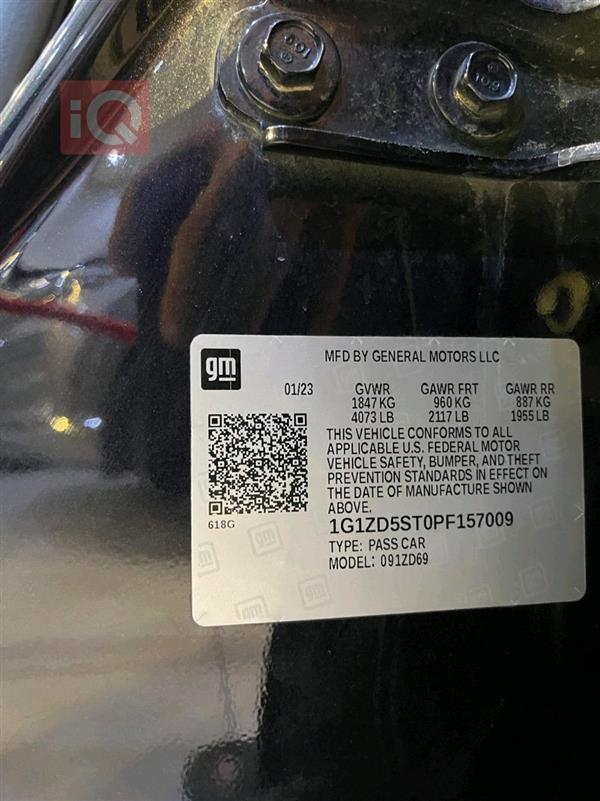 iQ
109
109
gm
MFD BY GENERAL MOTORS LLC
01/23 GVWR GAWR FRT GAWR RR
1847 KG 960 KG 887 KG
4073 LB 2117 LB 1955 LB
THIS VEHICLE CONFORMS TO ALL
APPLICABLE U.S. FEDERAL MOTOR
VEHICLE SAFETY, BUMPER, AND THEFT
PREVENTION STANDARDS IN EFFECT ON
THE DATE OF MANUFACTURE SHOWN
ABOVE.
618G
1G1ZD5ST0PF157009
TYPE: PASS CAR
MODEL: 091ZD69